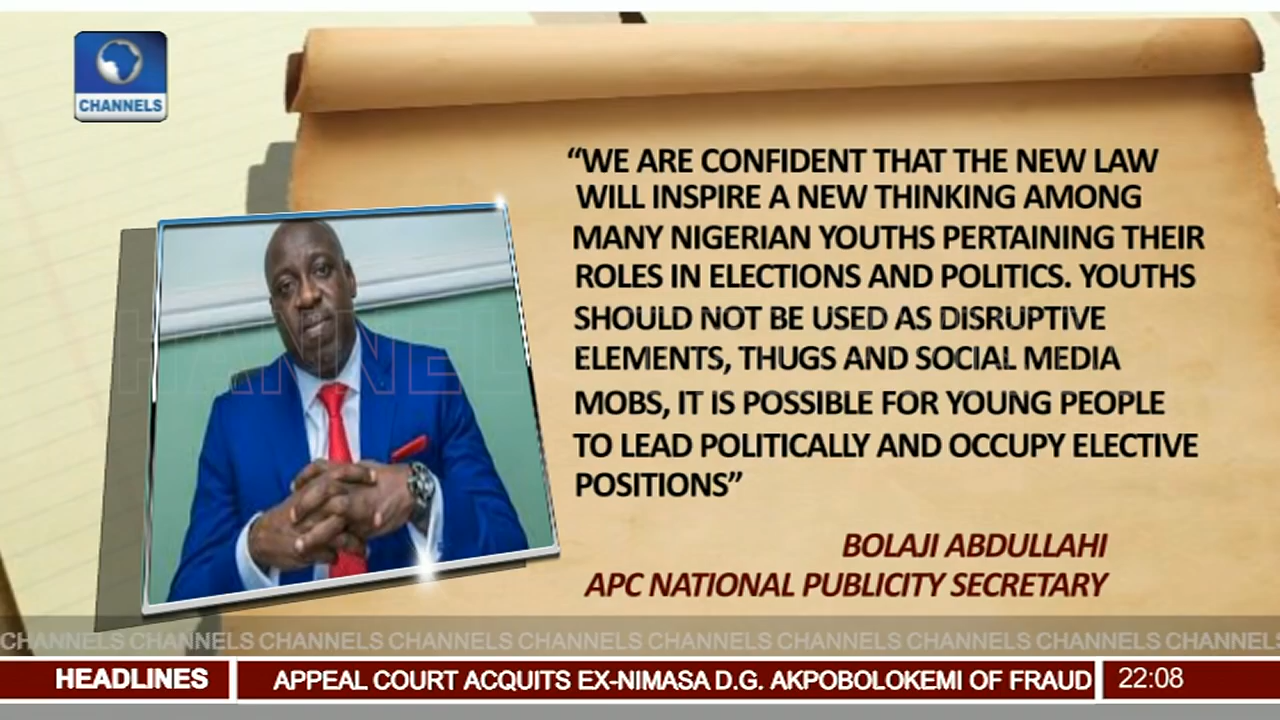 CHANNELS
“WE ARE CONFIDENT THAT THE NEW LAW
WILL INSPIRE A NEW THINKING AMONG
MANY NIGERIAN YOUTHS PERTAINING THEIR
ROLES IN ELECTIONS AND POLITICS. YOUTHS
SHOULD NOT BE USED AS DISRUPTIVE
ELEMENTS, THUGS AND SOCIAL MEDIA
MOBS, IT IS POSSIBLE FOR YOUNG PEOPLE
TO LEAD POLITICALLY AND OCCUPY ELECTIVE
POSITIONS”
BOLAJI ABDULLAHI
APC NATIONAL PUBLICITY SECRETARY
CHANNELS
CHANNELS CHANNELS CHANNELS CHANNELS CHANNELS CHANNELS CHANNELS CHANNELS CHANNELS CHANNELS
HEADLINES APPEAL COURT ACQUITS EX-NIMASA D.G. AKPOBOLOKEMI OF FRAUD 22:08